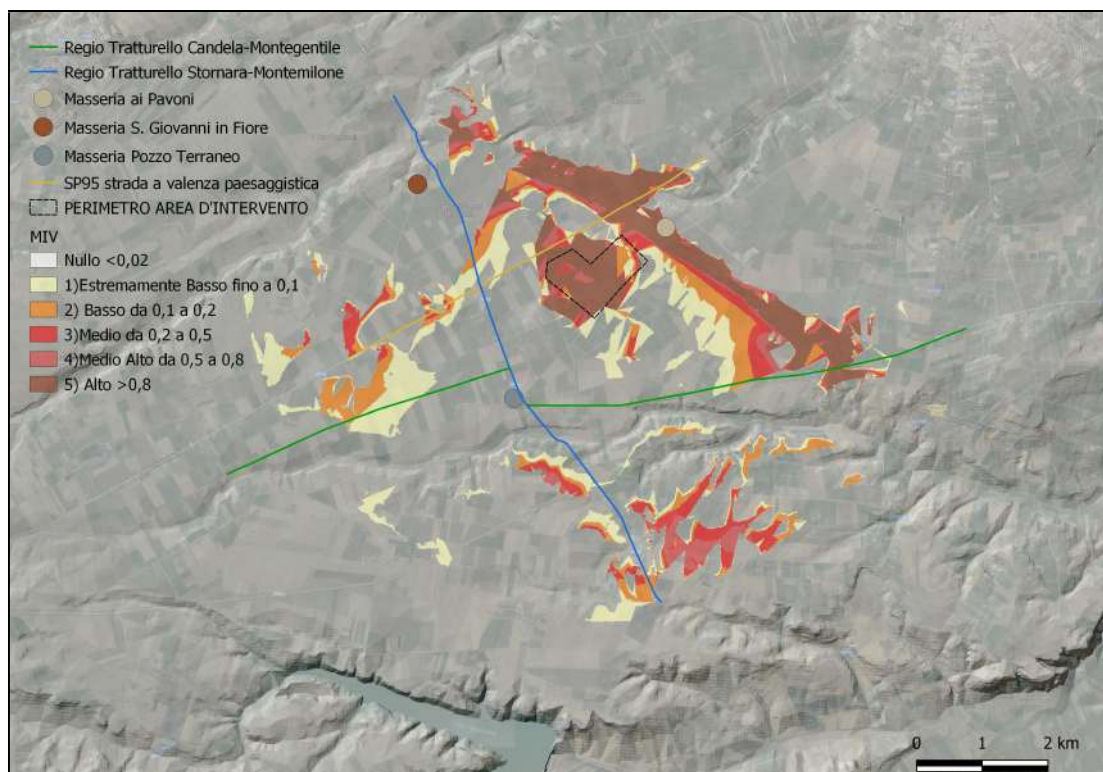 Regio Tratturello Candela-Montegentile
Regio Tratturello Stornara-Montemilone
Masseria ai Pavoni
Masseria S. Giovanni in Fiore
Masseria Pozzo Terraneo
SP95 strada a valenza paesaggistica
PERIMETRO AREA D'INTERVENTO
MIV
Nullo <0,02
1)Estremamente Basso fino a 0,1
2) Basso da 0,1 a 0,2
3)Medio da 0,2 a 0,5
4)Medio Alto da 0,5 a 0,8
5) Alto >0,8
0 1 2 km